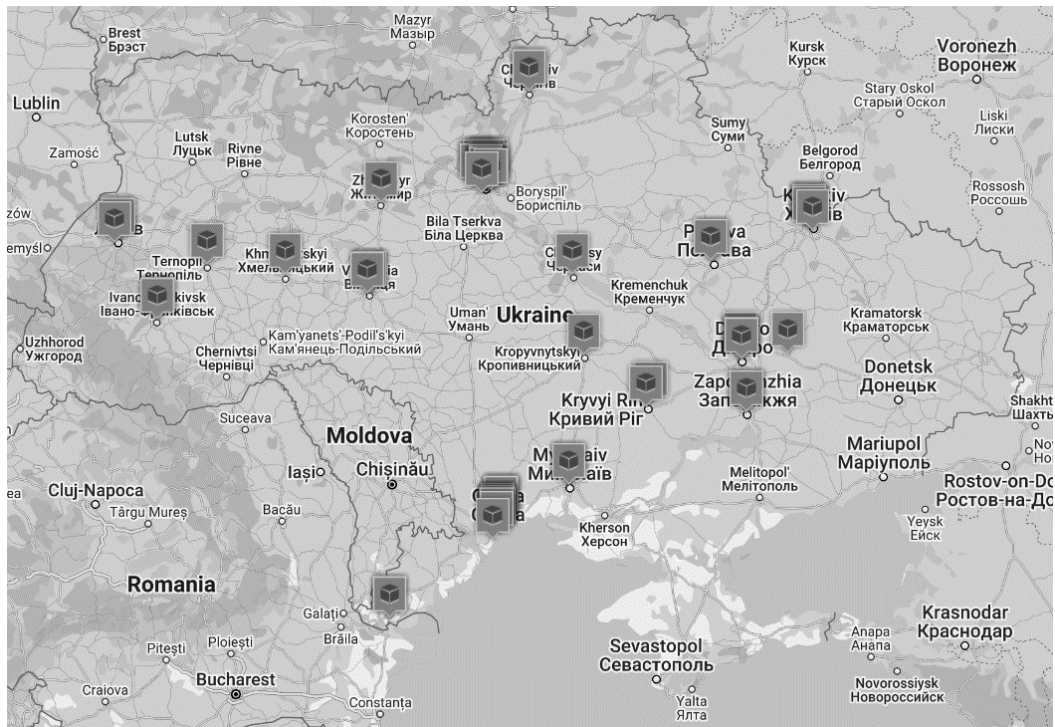 Mazyr
Мазыр
Brest
Брэст
Kursk
Курск
Voronezh
Воронеж
Lublin
Stary Oskol
Старый Оскол
Korosten'
Коростень
Sumy
Суми
Liski
Лиски
Lutsk
Луцьк
Rivne
Рівне
Zamość
Belgorod
Белгород
Rossosh
Россошь
Boryspil'
Бориспіль
Bila Tserkva
Біла Церква
Ternopil
Тернопіль
Kremenchuk
Кременчук
Ukraine
Uman'
Умань
Kramatorsk
Краматорськ
Uzhhorod
Ужгород
Kam'yanets'-Podil's'kyi
Кам'янець-Подільський
Chernivtsi
Чернівці
Kropyvnytskyi
Кропивницький
Donetsk
Донецьк
Kryvyi Rih
Кривий Ріг
Suceava
Moldova
Mariupol
Маріуполь
Iași
Chișinău
Melitopol'
Мелітополь
Cluj-Napoca
Târgu Mureș
Bacău
Kherson
Херсон
Yeysk
Ейск
Romania
Galați
Brăila
Krasnodar
Краснодар
Anapa
Анапа
Sevastopol
Севастополь
Pitești
Ploiești
Bucharest
Novorossiysk
Новороссийск
Craiova
Constanța
Yalta
Ялта